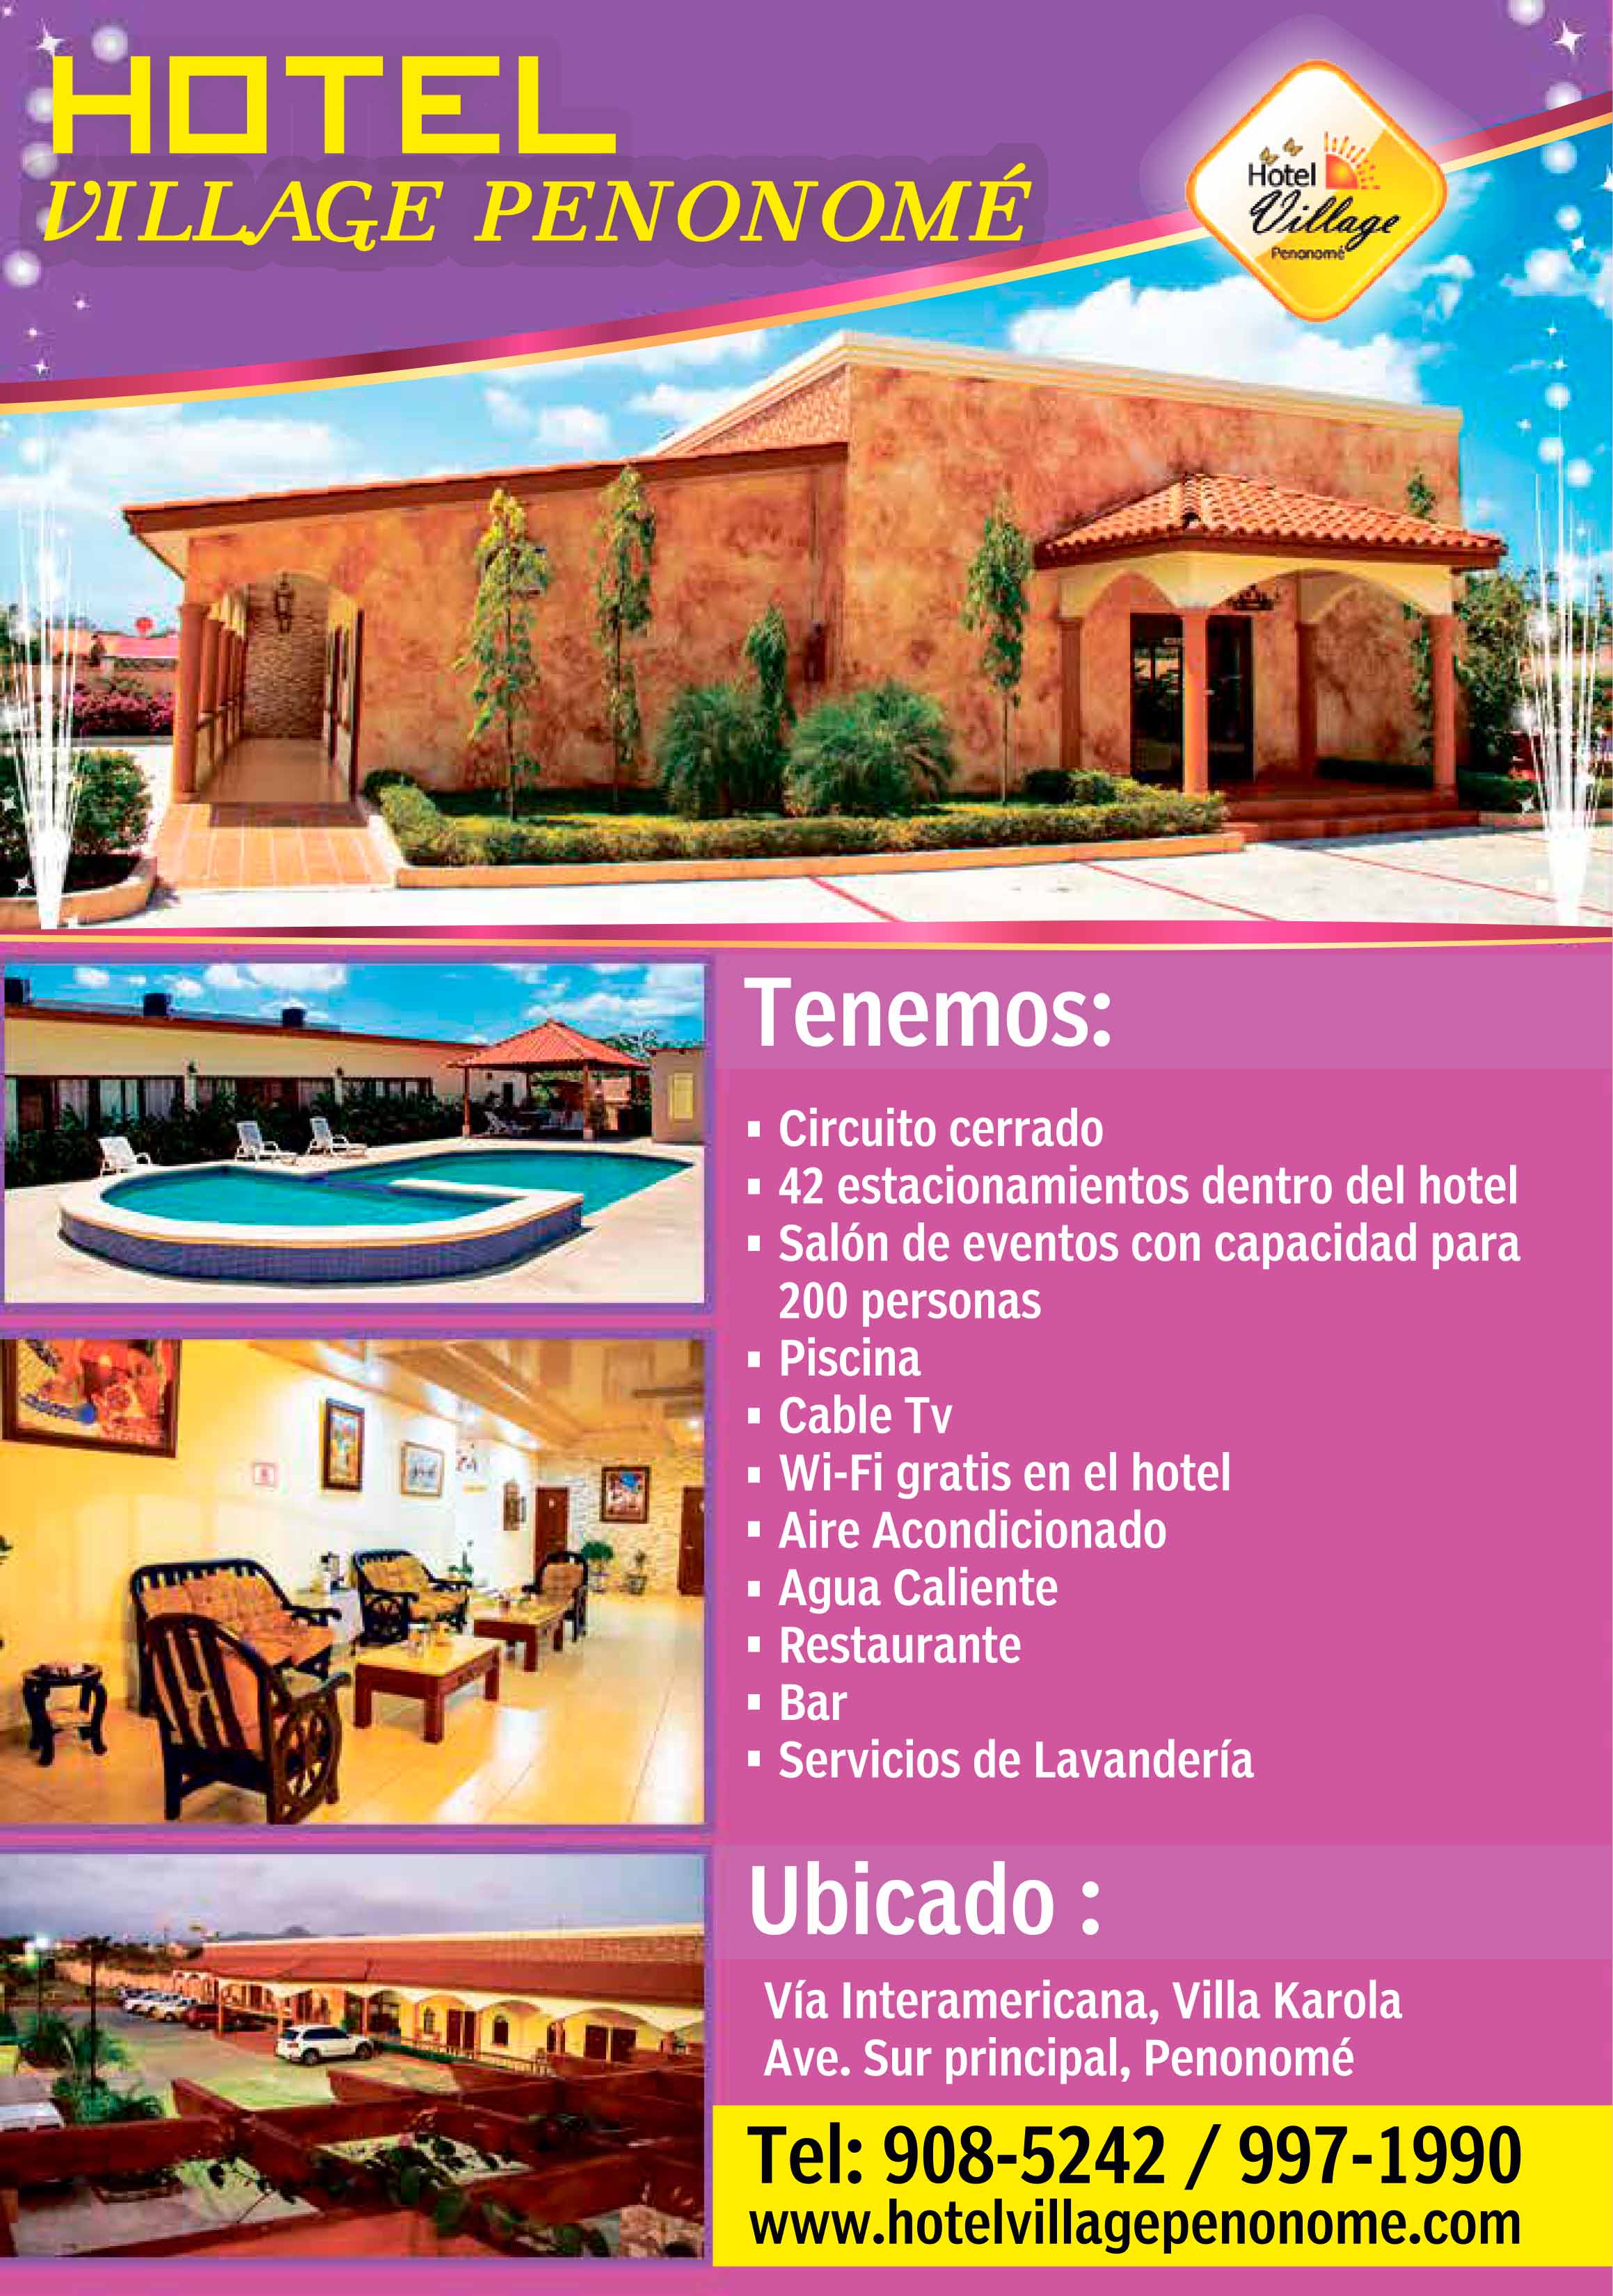 HOTEL
VILLAGE PENONOMÉ
Hotel
Village
Penonomé
Tenemos:
▪ Circuito cerrado
▪ 42 estacionamientos dentro del hotel
▪ Salón de eventos con capacidad para
200 personas
▪ Piscina
▪ Cable Tv
▪ Wi-Fi gratis en el hotel
▪ Aire Acondicionado
▪ Agua Caliente
▪ Restaurante
▪ Bar
▪ Servicios de Lavandería
Ubicado :
Vía Interamericana, Villa Karola
Ave. Sur principal, Penonomé
Tel: 908-5242 / 997-1990
www.hotelvillagepenonome.com